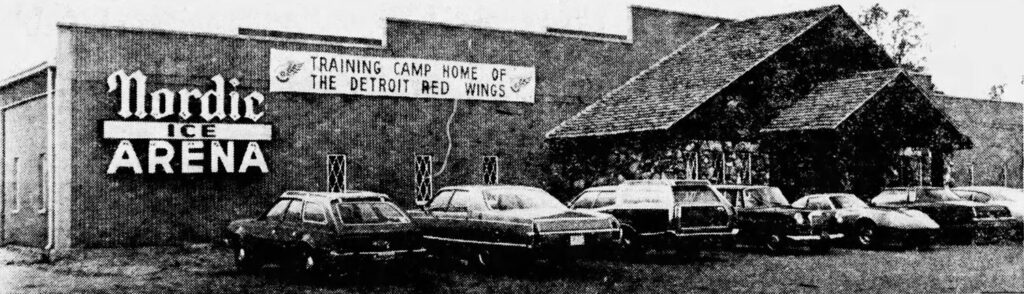 Nordic
ICE
ARENA
TRAINING CAMP HOME OF
THE DETROIT RED WINGS